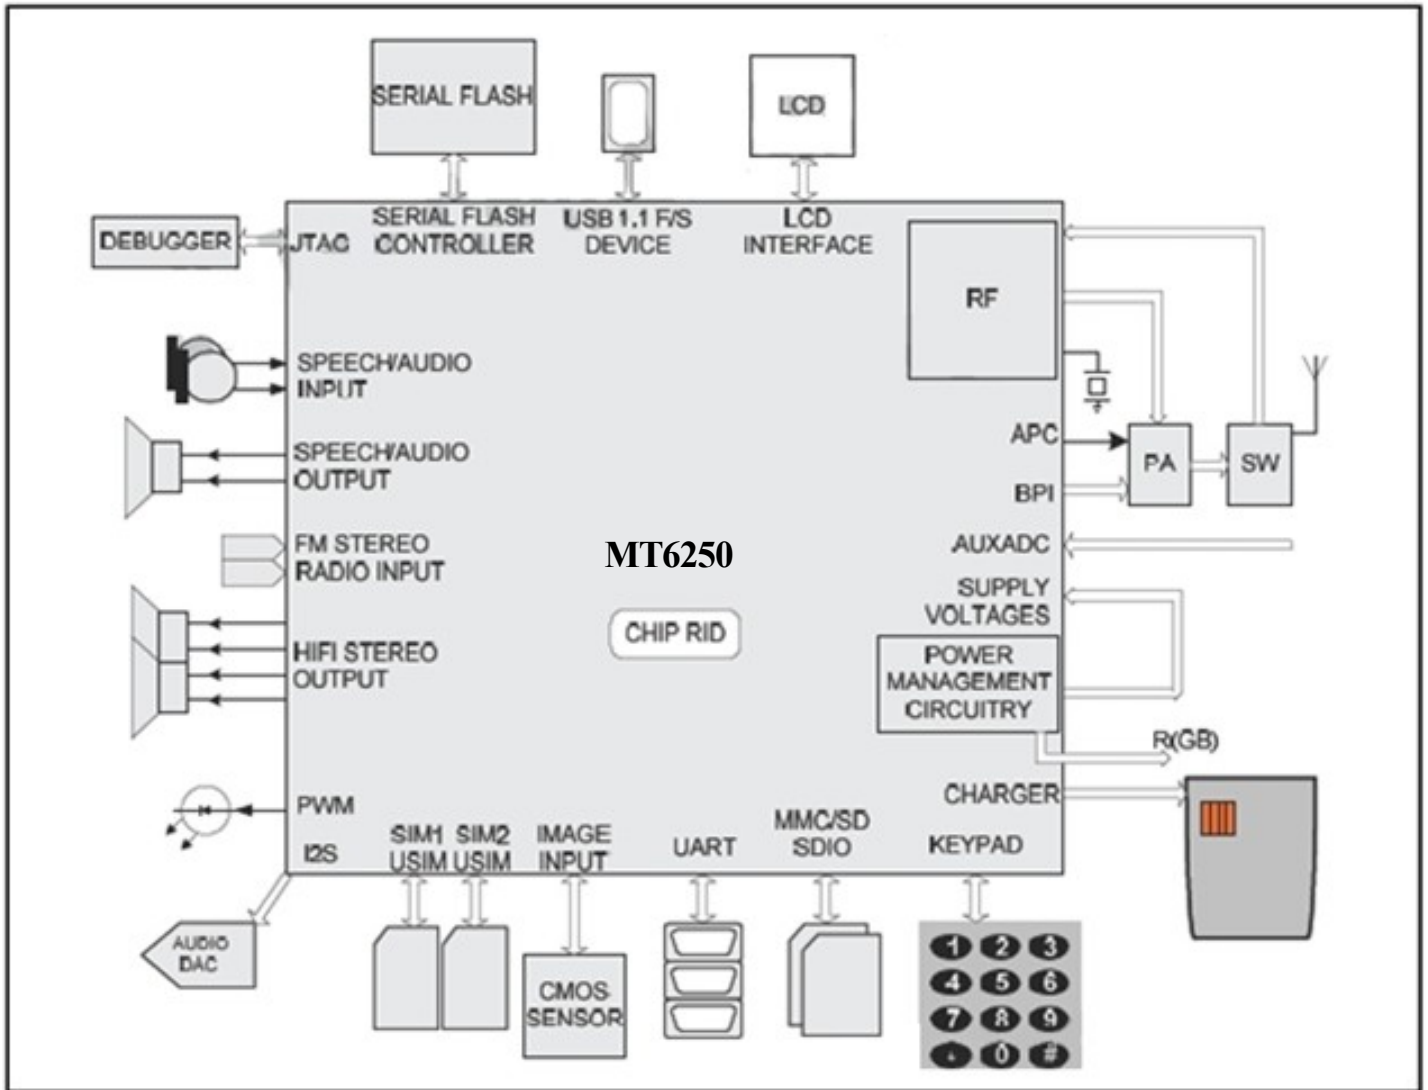 SERIAL FLASH
LCD
SERIAL FLASH
CONTROLLER
USB 1.1 F/S
DEVICE
LCD
INTERFACE
DEBUGGER
JTAG
RF
SPEECH/AUDIO
INPUT
APC
PA
SW
SPEECH/AUDIO
OUTPUT
BPI
FM STEREO
RADIO INPUT
MT6250
AUXADC
SUPPLY
VOLTAGES
CHIP RID
HIFI STEREO
OUTPUT
POWER
MANAGEMENT
CIRCUITRY
R(GB)
PWM
CHARGER
I2S
SIM1
USIM
SIM2
USIM
IMAGE
INPUT
UART
MMC/SD
SDIO
KEYPAD
AUDIO
DAC
CMOS
SENSOR
1 2 3
4 5 6
7 8 9
0 #